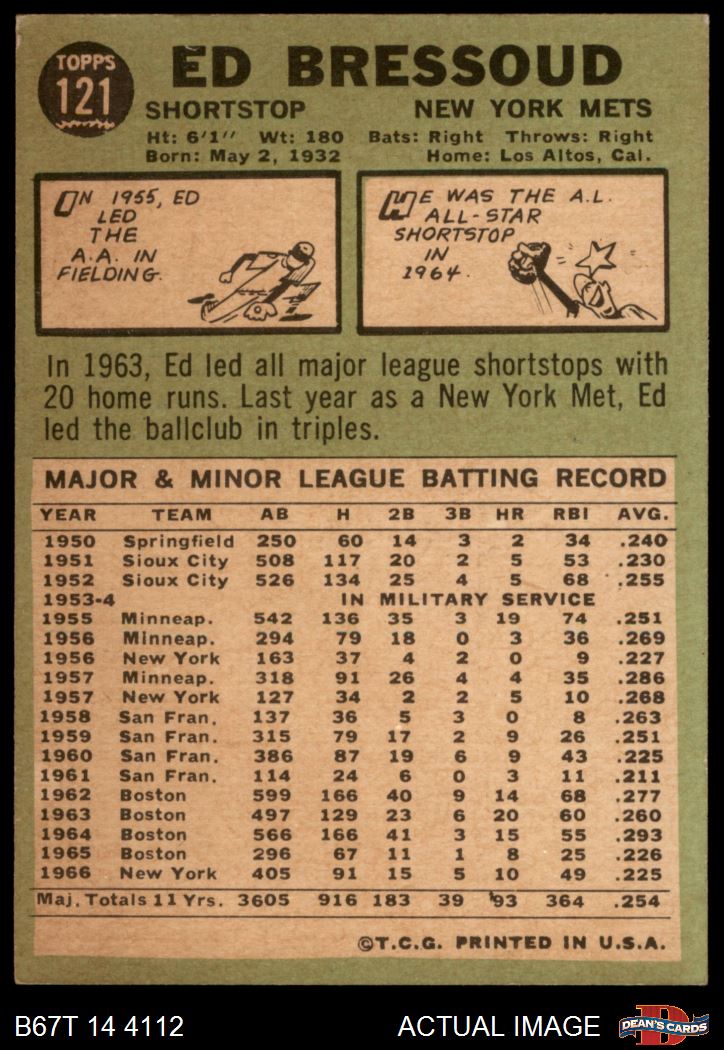 TOPPS
121
ED BRESSOUD
SHORTSTOP NEW YORK METS
Ht: 6'1" Wt: 180 Bats: Right Throws: Right
Born: May 2, 1932 Home: Los Altos, Cal.
ON 1955, ED
LED
THE
A.A. IN
FIELDING.
HE WAS THE A.L.
ALL-STAR
SHORTSTOP
IN
1964.
In 1963, Ed led all major league shortstops with
20 home runs. Last year as a New York Met, Ed
led the ballclub in triples.
MAJOR & MINOR LEAGUE BATTING RECORD
YEAR TEAM AB H 2B 3B HR RBI AVG.
1950 Springfield 250 60 14 3 2 34 .240
1951 Sioux City 508 117 20 2 5 53 .230
1952 Sioux City 526 134 25 4 5 68 .255
1953-4 IN MILITARY SERVICE
1955 Minneap. 542 136 35 3 19 74 .251
1956 Minneap. 294 79 18 0 3 36 .269
1956 New York 163 37 4 2 0 9 .227
1957 Minneap. 318 91 26 4 4 35 .286
1957 New York 127 34 2 2 5 10 .268
1958 San Fran. 137 36 5 3 0 8 .263
1959 San Fran. 315 79 17 2 9 26 .251
1960 San Fran. 386 87 19 6 9 43 .225
1961 San Fran. 114 24 6 0 3 11 .211
1962 Boston 599 166 40 9 14 68 .277
1963 Boston 497 129 23 6 20 60 .260
1964 Boston 566 166 41 3 15 55 .293
1965 Boston 296 67 11 1 8 25 .226
1966 New York 405 91 15 5 10 49 .225
Maj. Totals 11 Yrs. 3605 916 183 39 93 364 .254
©T.C.G. PRINTED IN U.S.A.
B67T 14 4112 ACTUAL IMAGE
D
DEAN'S CARDS